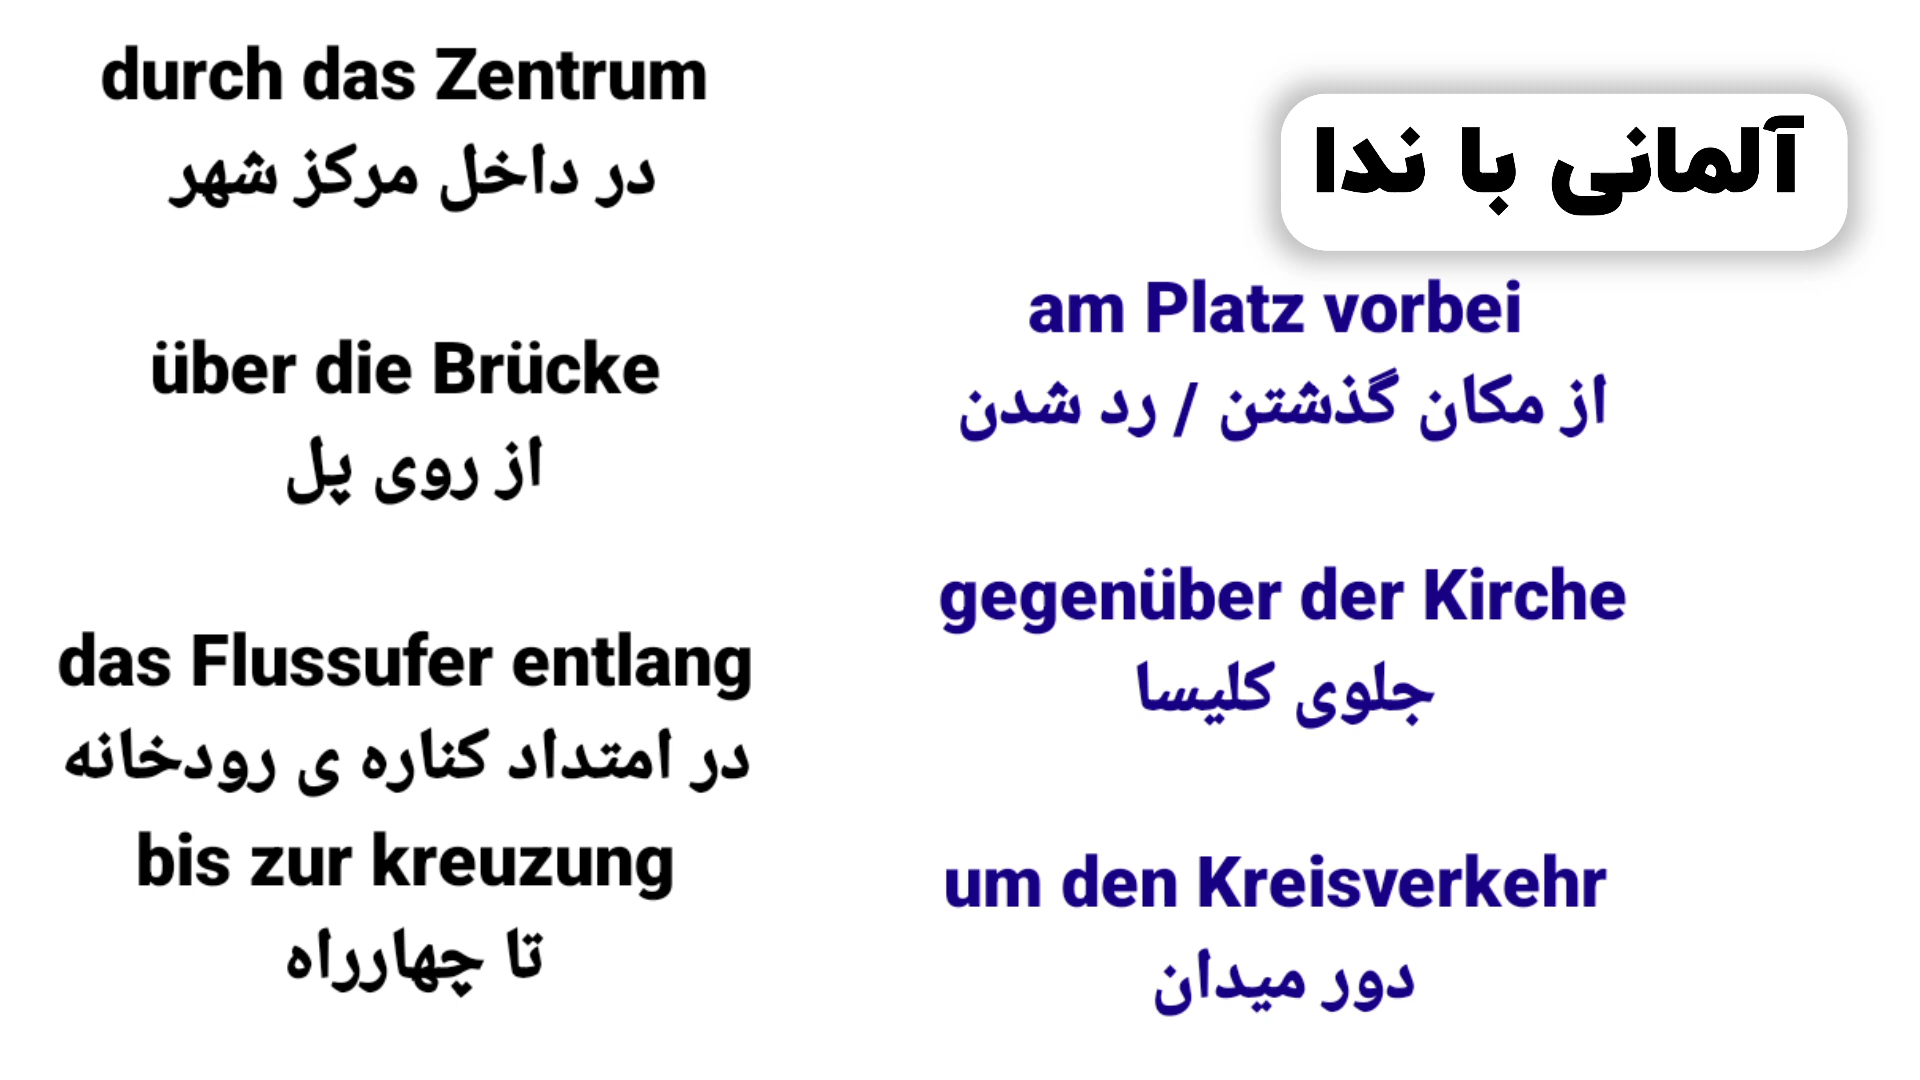 durch das Zentrum
در داخل مرکز شهر
über die Brücke
از روی پل
das Flussufer entlang
در امتداد کناره ی رودخانه
bis zur kreuzung
تا چهارراه
آلمانی با ندا
am Platz vorbei
از مکان گذشتن / رد شدن
gegenüber der Kirche
جلوی کلیسا
um den Kreisverkehr
دور میدان